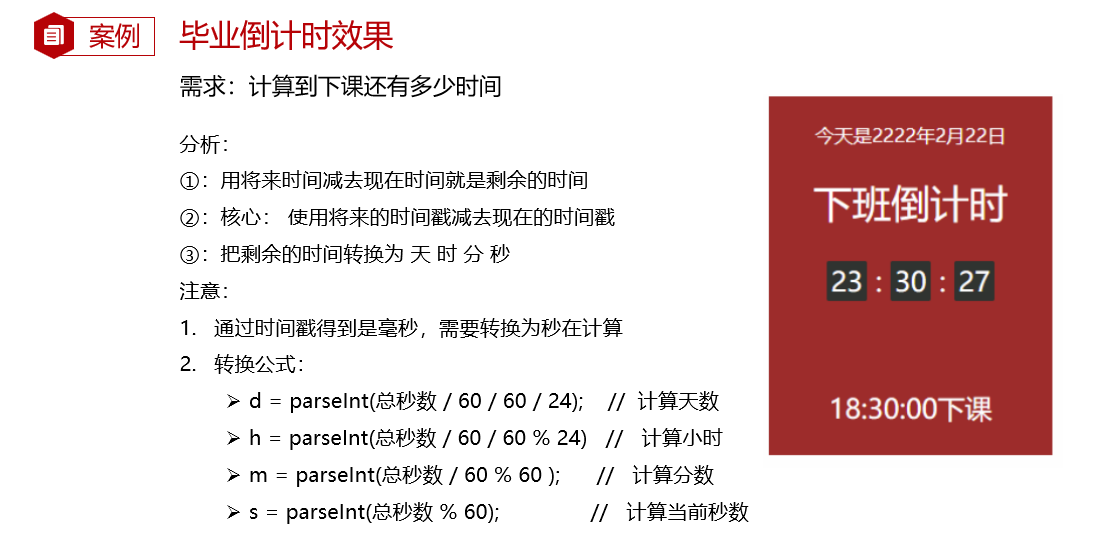 案例
毕业倒计时效果
需求：计算到下课还有多少时间
分析：
①：用将来时间减去现在时间就是剩余的时间
②：核心： 使用将来的时间戳减去现在的时间戳
③：把剩余的时间转换为 天 时 分 秒
注意：
1. 通过时间戳得到是毫秒，需要转换为秒在计算
2. 转换公式：
➢ d = parseInt(总秒数 / 60 / 60 / 24); // 计算天数
➢ h = parseInt(总秒数 / 60 / 60 % 24) // 计算小时
➢ m = parseInt(总秒数 / 60 % 60 ); // 计算分数
➢ s = parseInt(总秒数 % 60); // 计算当前秒数
今天是2222年2月22日
下班倒计时
23 : 30 : 27
18:30:00下课